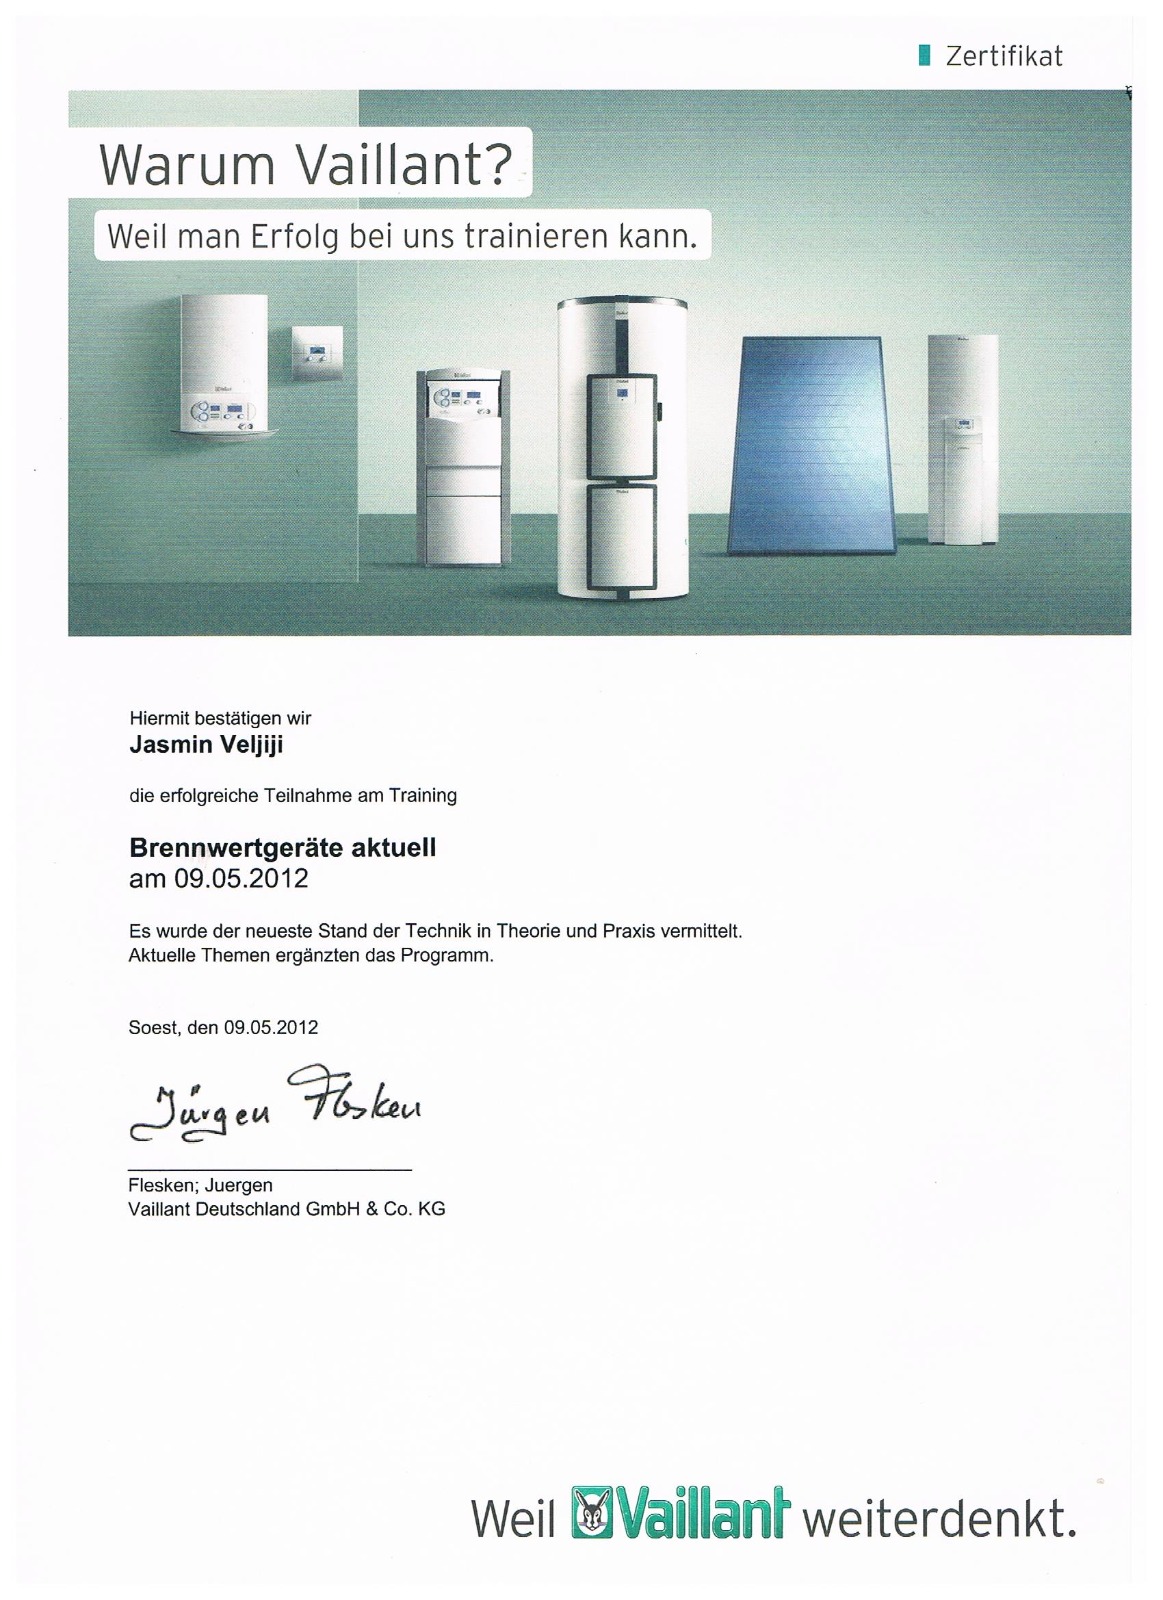 Zertifikat
Warum Vaillant?
Weil man Erfolg bei uns trainieren kann.
Hiermit bestätigen wir
Jasmin Veljiji
die erfolgreiche Teilnahme am Training
Brennwertgeräte aktuell
am 09.05.2012
Es wurde der neueste Stand der Technik in Theorie und Praxis vermittelt.
Aktuelle Themen ergänzten das Programm.
Soest, den 09.05.2012
Jürgen Flesken
Flesken; Juergen
Vaillant Deutschland GmbH & Co. KG
Weil Vaillant weiterdenkt.